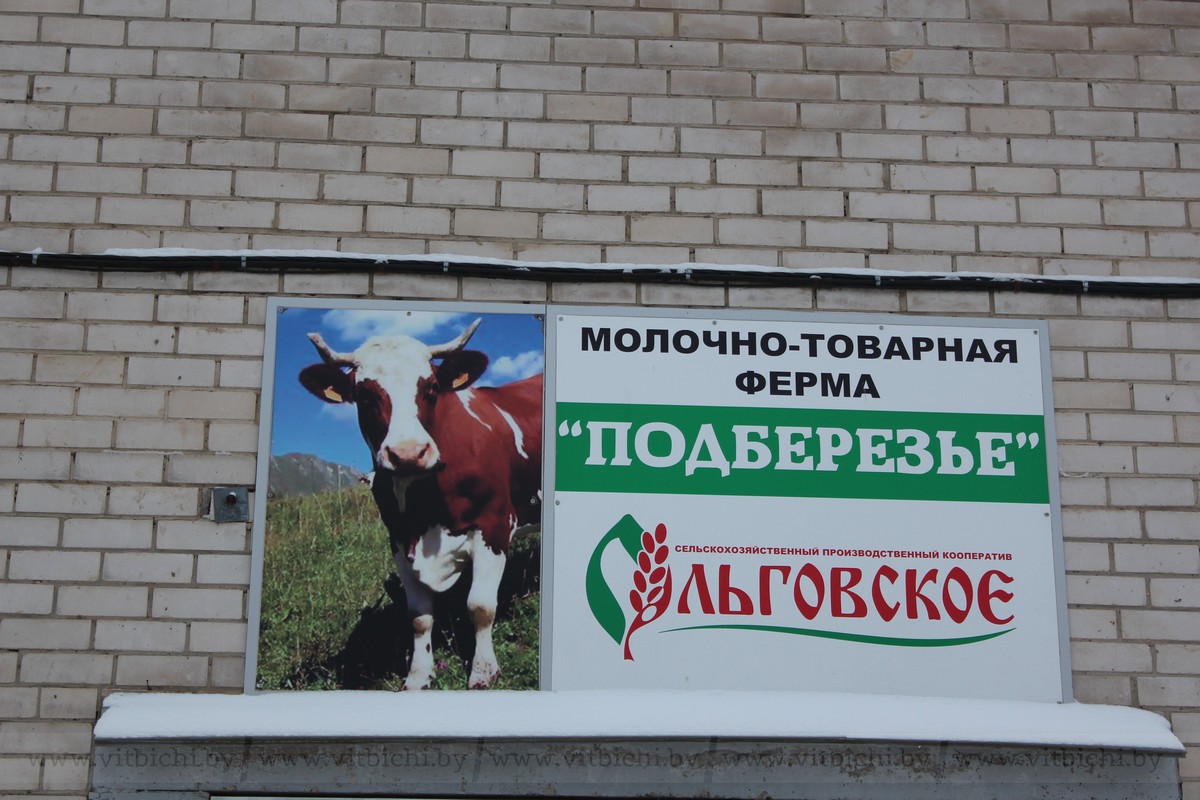 МОЛОЧНО-ТОВАРНАЯ
ФЕРМА
“ПОДБЕРЕЗЬЕ”
СЕЛЬСКОХОЗЯЙСТВЕННЫЙ ПРОИЗВОДСТВЕННЫЙ КООПЕРАТИВ
ОЛЬГОВСКОЕ
www.vitbichi.by / www.vitbichi.by / www.vitbichi.by / www.vitbichi.by / www.vitbichi.by